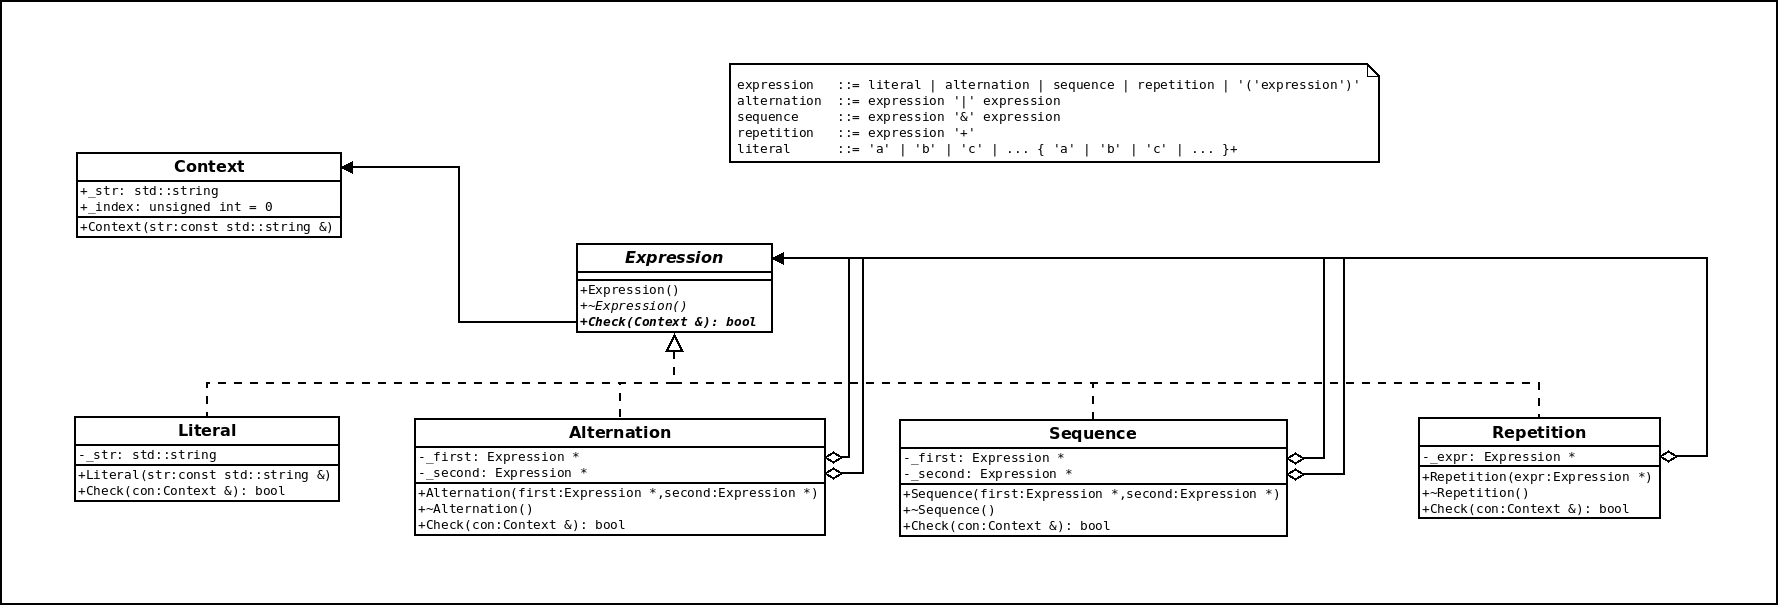 expression   ::= literal | alternation | sequence | repetition | '('expression')'
alternation  ::= expression '|' expression
sequence     ::= expression '&' expression
repetition   ::= expression '+'
literal      ::= 'a' | 'b' | 'c' | ... { 'a' | 'b' | 'c' | ... }+
Context
+_str: std::string
+_index: unsigned int = 0
+Context(str:const std::string &)
Expression
+Expression()
+~Expression()
+Check(Context &): bool
Literal
-_str: std::string
+Literal(str:const std::string &)
+Check(con:Context &): bool
Alternation
-_first: Expression *
-_second: Expression *
+Alternation(first:Expression *,second:Expression *)
+~Alternation()
+Check(con:Context &): bool
Sequence
-_first: Expression *
-_second: Expression *
+Sequence(first:Expression *,second:Expression *)
+~Sequence()
+Check(con:Context &): bool
Repetition
-_expr: Expression *
+Repetition(expr:Expression *)
+~Repetition()
+Check(con:Context &): bool